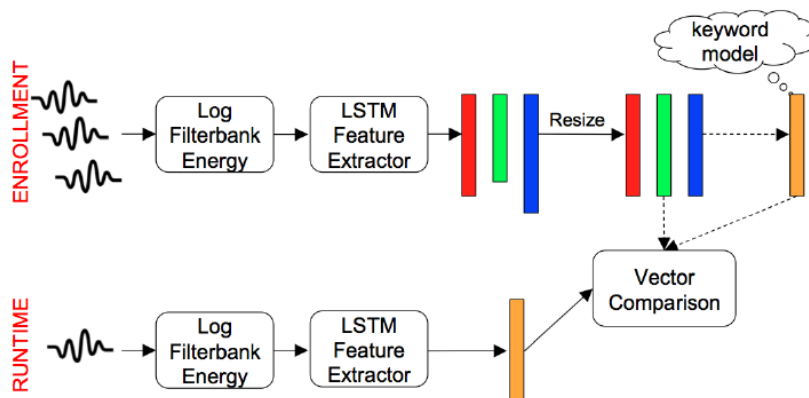 keyword
model
ENROLLMENT
Log
Filterbank
Energy
LSTM
Feature
Extractor
Resize
Vector
Comparison
RUNTIME
Log
Filterbank
Energy
LSTM
Feature
Extractor